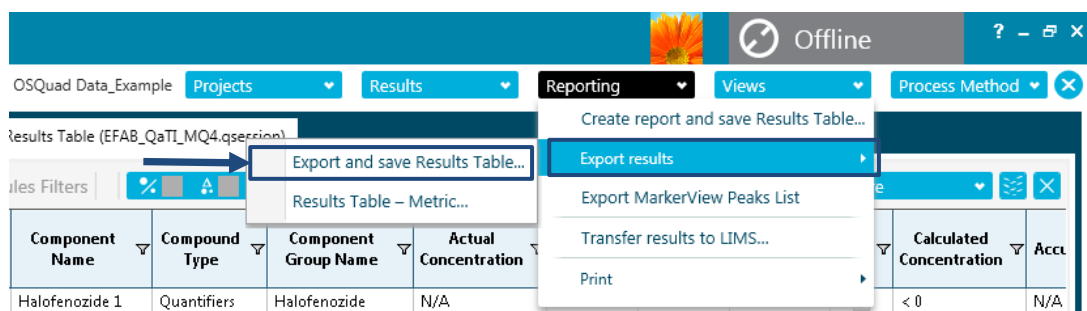 Offline
?
OSQuad Data_Example Projects Results Reporting Views Process Method
Create report and save Results Table...
Results Table (EFAB_QaTI_MQ4.qsession)
Export and save Results Table... Export results
ules Filters
Results Table – Metric... Export MarkerView Peaks List
Transfer results to LIMS...
Print
Component Name
Compound Type
Component Group Name
Actual Concentration
Calculated Concentration
Accu
Halofenozide 1 Quantifiers Halofenozide N/A < 0 N/A